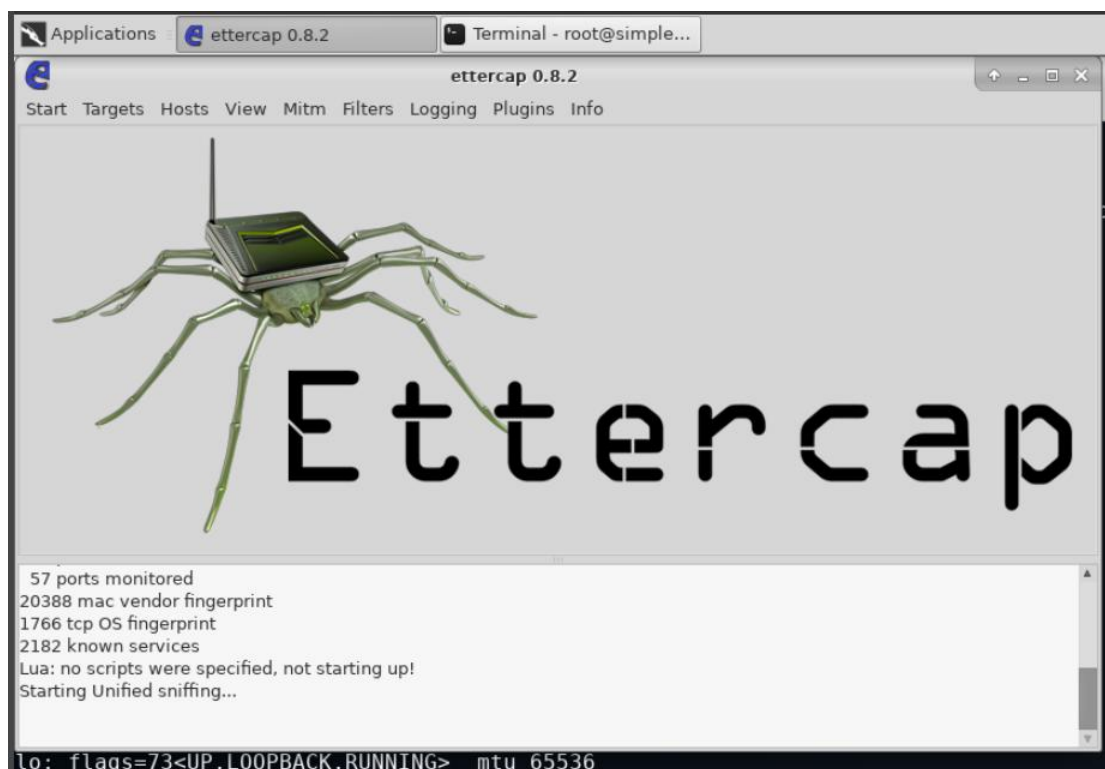 Applications ettercap 0.8.2 Terminal - root@simple...
ettercap 0.8.2
Start Targets Hosts View Mitm Filters Logging Plugins Info
Ettercap
57 ports monitored
20388 mac vendor fingerprint
1766 tcp OS fingerprint
2182 known services
Lua: no scripts were specified, not starting up!
Starting Unified sniffing...
lo: flags=73<UP,LOOPBACK,RUNNING> mtu 65536